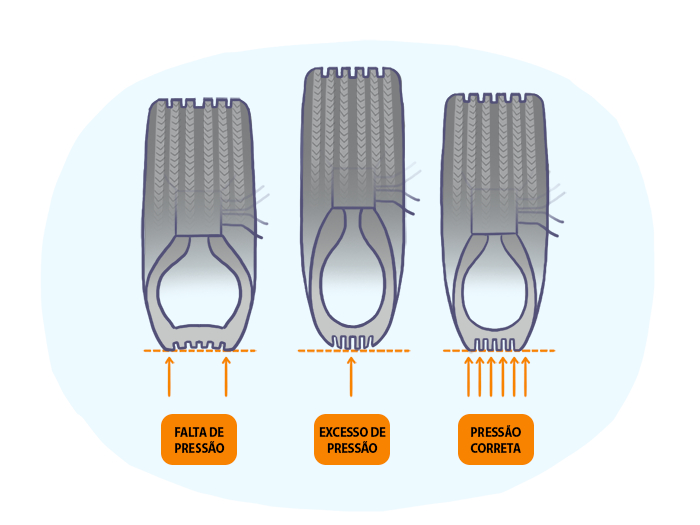 FALTA DE
PRESSÃO
EXCESSO DE
PRESSÃO
PRESSÃO
CORRETA